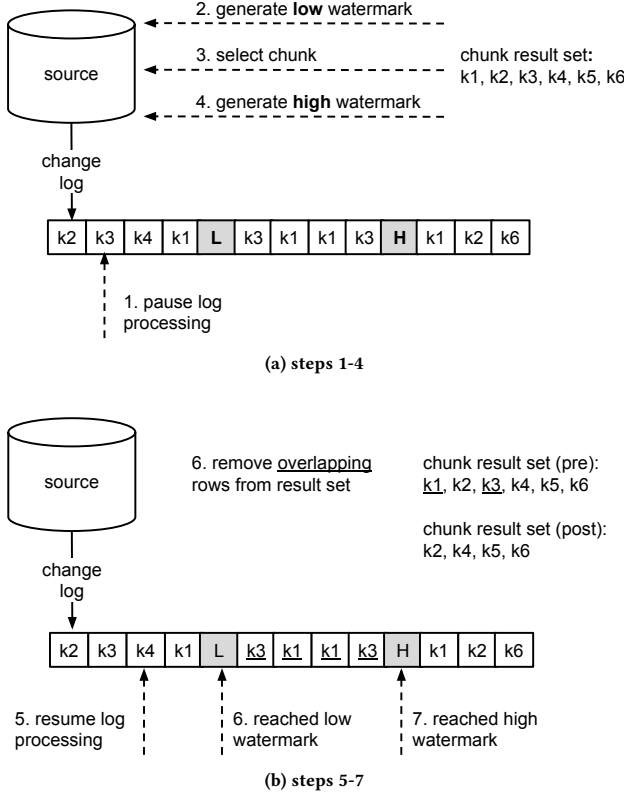 2. generate low watermark
source
3. select chunk
chunk result set:
k1, k2, k3, k4, k5, k6
4. generate high watermark
change
log
k2 k3 k4 k1 L k3 k1 k1 k3 H k1 k2 k6
1. pause log
processing
(a) steps 1-4
source
6. remove overlapping
rows from result set
chunk result set (pre):
k1, k2, k3, k4, k5, k6
chunk result set (post):
k2, k4, k5, k6
change
log
k2 k3 k4 k1 L k3 k1 k1 k3 H k1 k2 k6
5. resume log
processing
6. reached low
watermark
7. reached high
watermark
(b) steps 5-7